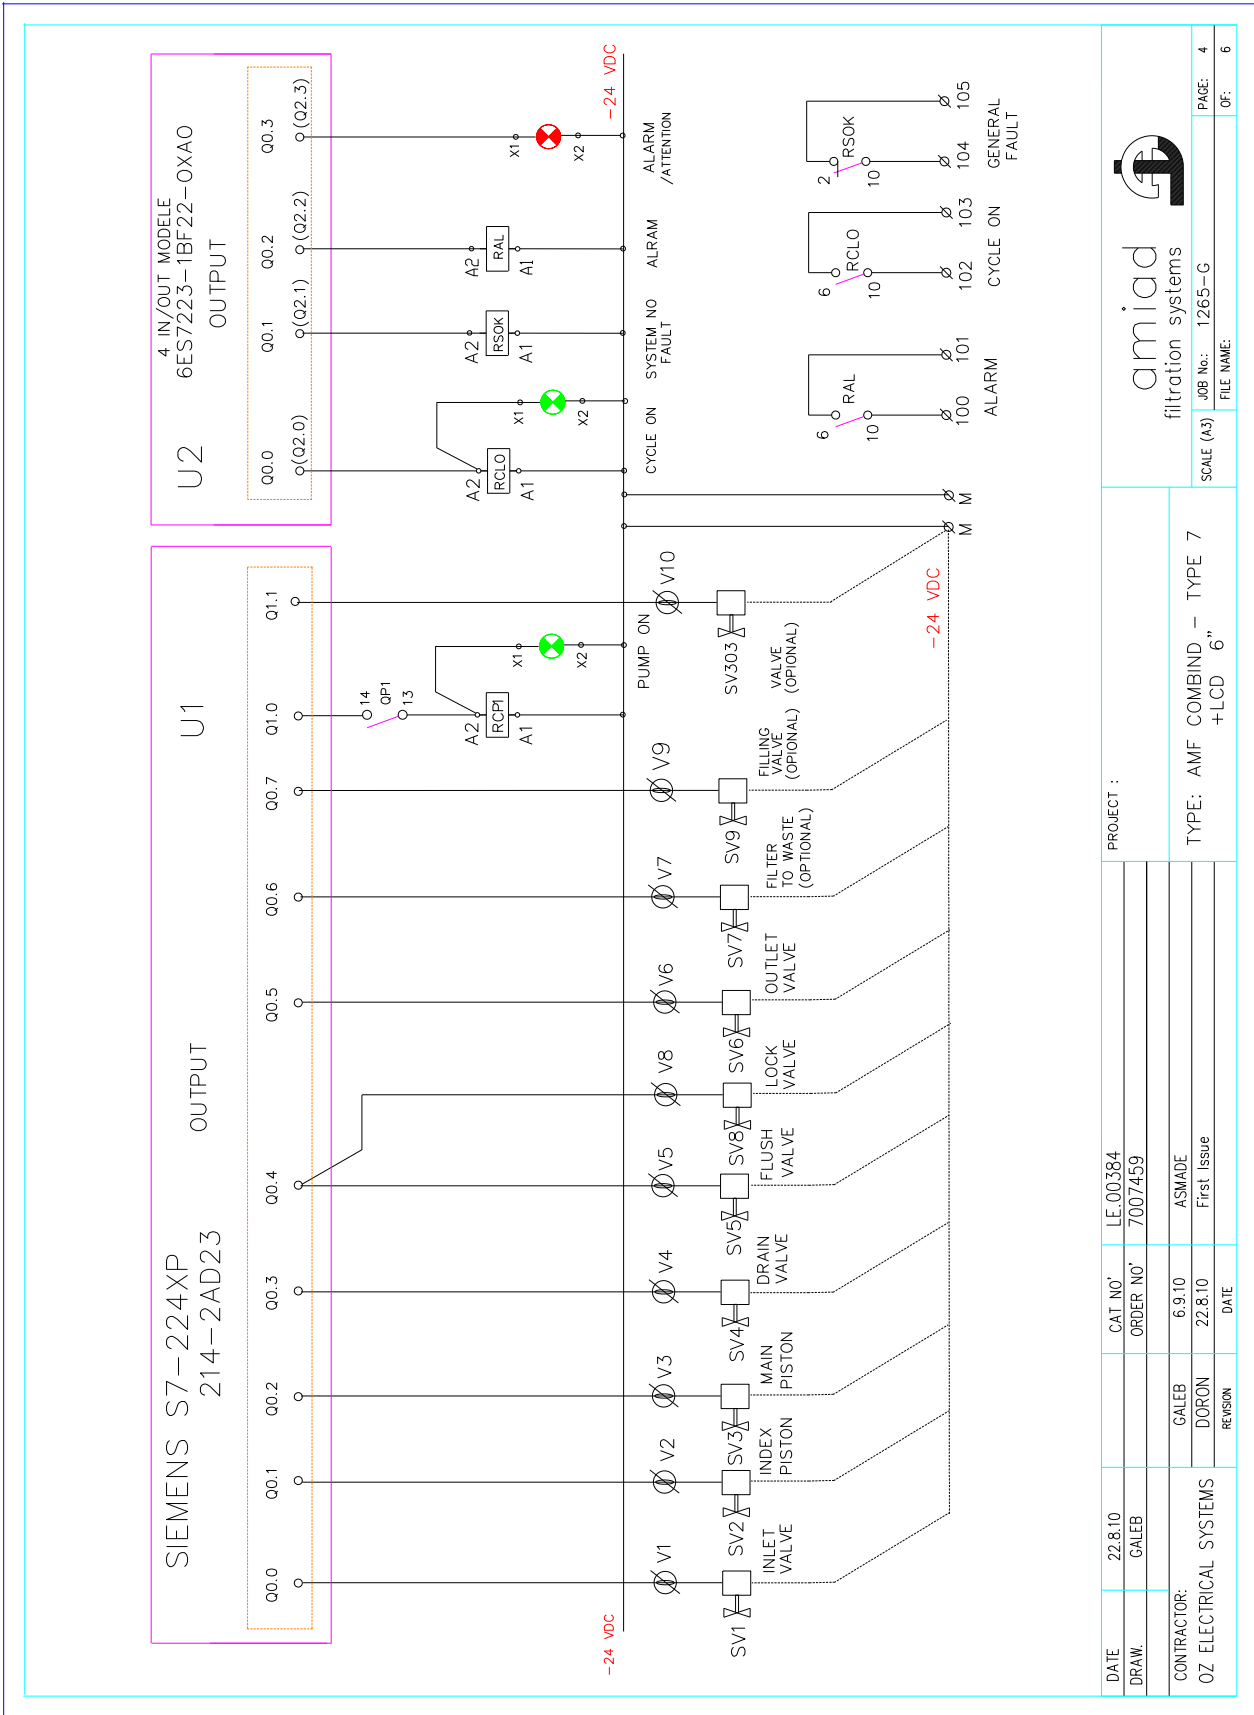 SIEMENS S7-224XP
214-2AD23
OUTPUT
U1
Q0.0
Q0.1
Q0.2
Q0.3
Q0.4
Q0.5
Q0.6
Q0.7
Q1.0
Q1.1
U2
4 IN/OUT MODELE
6ES7223-1BF22-0XA0
OUTPUT
Q0.0
(Q2.0)
Q0.1
(Q2.1)
Q0.2
(Q2.2)
Q0.3
(Q2.3)
14
QP1
13
A2
RCP1
A1
X1
X2
PUMP ON
A2
RCLO
A1
X1
X2
CYCLE ON
A2
RSOK
A1
SYSTEM NO
FAULT
A2
RAL
A1
ALRAM
X1
X2
ALARM
/ATTENTION
-24 VDC
-24 VDC
V1
V2
V3
V4
V5
V8
V6
V7
V9
V10
SV1
INLET
VALVE
SV2
INDEX
PISTON
SV3
MAIN
PISTON
SV4
DRAIN
VALVE
SV5
FLUSH
VALVE
SV8
LOCK
VALVE
SV6
OUTLET
VALVE
SV7
FILTER
TO WASTE
(OPTIONAL)
SV9
FILLING
VALVE
(OPIONAL)
SV303
VALVE
(OPIONAL)
-24 VDC
M
M
6
RAL
10
100
101
ALARM
6
RCLO
10
102
103
CYCLE ON
2
RSOK
10
104
105
GENERAL
FAULT
DATE
22.8.10
CAT NO'
LE.00384
PROJECT :
DRAW.
GALEB
ORDER NO'
7007459
CONTRACTOR:
OZ ELECTRICAL SYSTEMS
GALEB
6.9.10
ASMADE
DORON
22.8.10
First Issue
REVISION
DATE
TYPE: AMF COMBIND - TYPE 7
+LCD 6"
amiad
filtration systems
SCALE (A3)
JOB No.: 1265-G
PAGE: 4
FILE NAME:
OF: 6